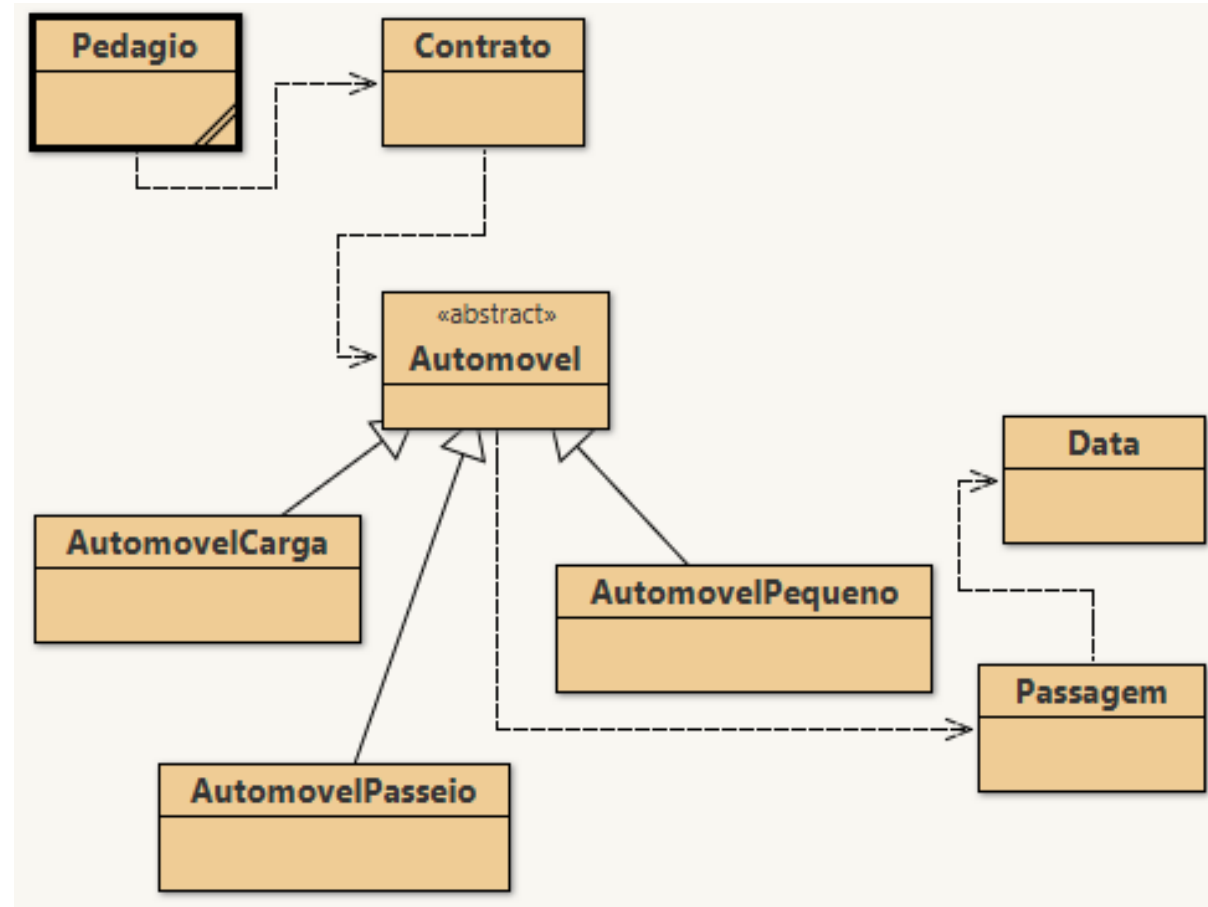 Pedagio
Contrato
«abstract»
Automovel
Data
AutomovelCarga
AutomovelPequeno
Passagem
AutomovelPasseio